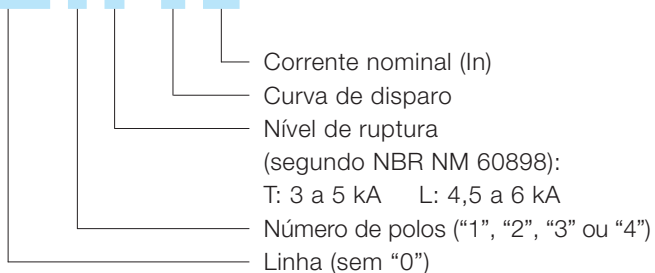 Corrente nominal (In)
Curva de disparo
Nível de ruptura
(segundo NBR NM 60898):
T: 3 a 5 kA L: 4,5 a 6 kA
Número de polos (“1”, “2”, “3” ou “4”)
Linha (sem “0”)